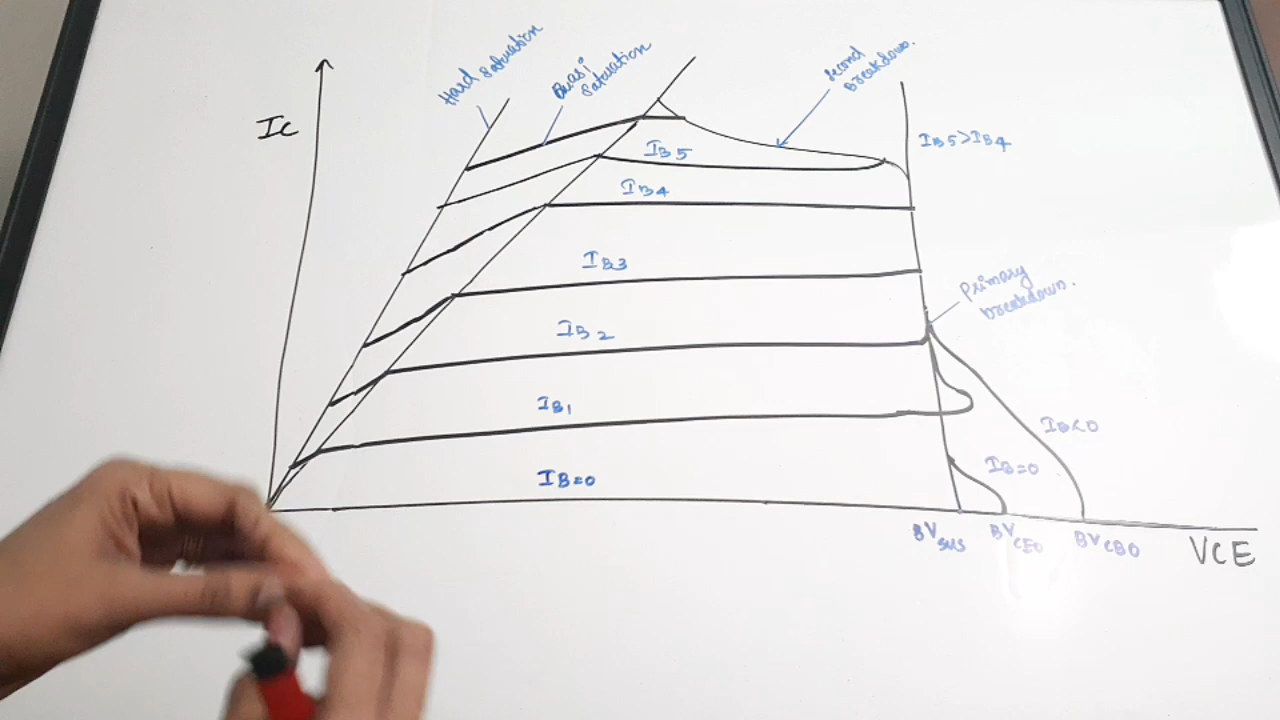 Hard saturation
Quasi
saturation
second
breakdown.
IC
IB5>IB4
IB5
IB4
IB3
Primary
breakdown.
IB2
IB1
IB<0
IB=0
IB=0
BVSUS
BVCEO
BVCBO
VCE